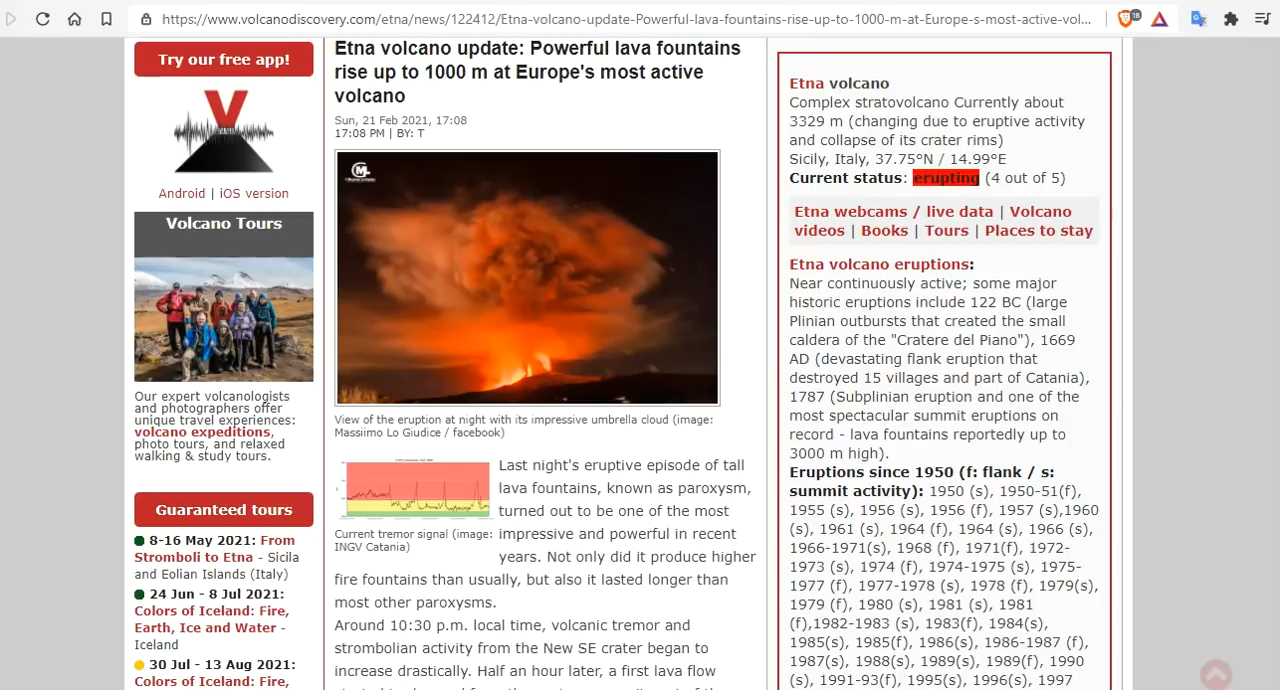 https://www.volcanodiscovery.com/etna/news/122412/Etna-volcano-update-Powerful-lava-fountains-rise-up-to-1000-m-at-Europe-s-most-active-vol...
18
Try our free app!
Android | iOS version
Volcano Tours
Our expert volcanologists
and photographers offer
unique travel experiences:
volcano expeditions,
photo tours, and relaxed
walking & study tours.
Guaranteed tours
8-16 May 2021: From
Stromboli to Etna - Sicila
and Eolian Islands (Italy)
24 Jun - 8 Jul 2021:
Colors of Iceland: Fire,
Earth, Ice and Water -
Iceland
30 Jul - 13 Aug 2021:
Colors of Iceland: Fire,
Etna volcano update: Powerful lava fountains
rise up to 1000 m at Europe's most active
volcano
Sun, 21 Feb 2021, 17:08
17:08 PM | BY: T
View of the eruption at night with its impressive umbrella cloud (image:
Massiimo Lo Giudice / facebook)
Current tremor signal (image:
INGV Catania)
Last night's eruptive episode of tall
lava fountains, known as paroxysm,
turned out to be one of the most
impressive and powerful in recent
years. Not only did it produce higher
fire fountains than usually, but also it lasted longer than
most other paroxysms.
Around 10:30 p.m. local time, volcanic tremor and
strombolian activity from the New SE crater began to
increase drastically. Half an hour later, a first lava flow
Etna volcano
Complex stratovolcano Currently about
3329 m (changing due to eruptive activity
and collapse of its crater rims)
Sicily, Italy, 37.75°N / 14.99°E
Current status: erupting (4 out of 5)
Etna webcams / live data | Volcano
videos | Books | Tours | Places to stay
Etna volcano eruptions:
Near continuously active; some major
historic eruptions include 122 BC (large
Plinian outbursts that created the small
caldera of the "Cratere del Piano"), 1669
AD (devastating flank eruption that
destroyed 15 villages and part of Catania),
1787 (Subplinian eruption and one of the
most spectacular summit eruptions on
record - lava fountains reportedly up to
3000 m high).
Eruptions since 1950 (f: flank / s:
summit activity): 1950 (s), 1950-51(f),
1955 (s), 1956 (s), 1956 (f), 1957 (s),1960
(s), 1961 (s), 1964 (f), 1964 (s), 1966 (s),
1966-1971(s), 1968 (f), 1971(f), 1972-
1973 (s), 1974 (f), 1974-1975 (s), 1975-
1977 (f), 1977-1978 (s), 1978 (f), 1979(s),
1979 (f), 1980 (s), 1981 (s), 1981
(f),1982-1983 (s), 1983(f), 1984(s),
1985(s), 1985(f), 1986(s), 1986-1987 (f),
1987(s), 1988(s), 1989(s), 1989(f), 1990
(s), 1991-93(f), 1995(s), 1996(s), 1997